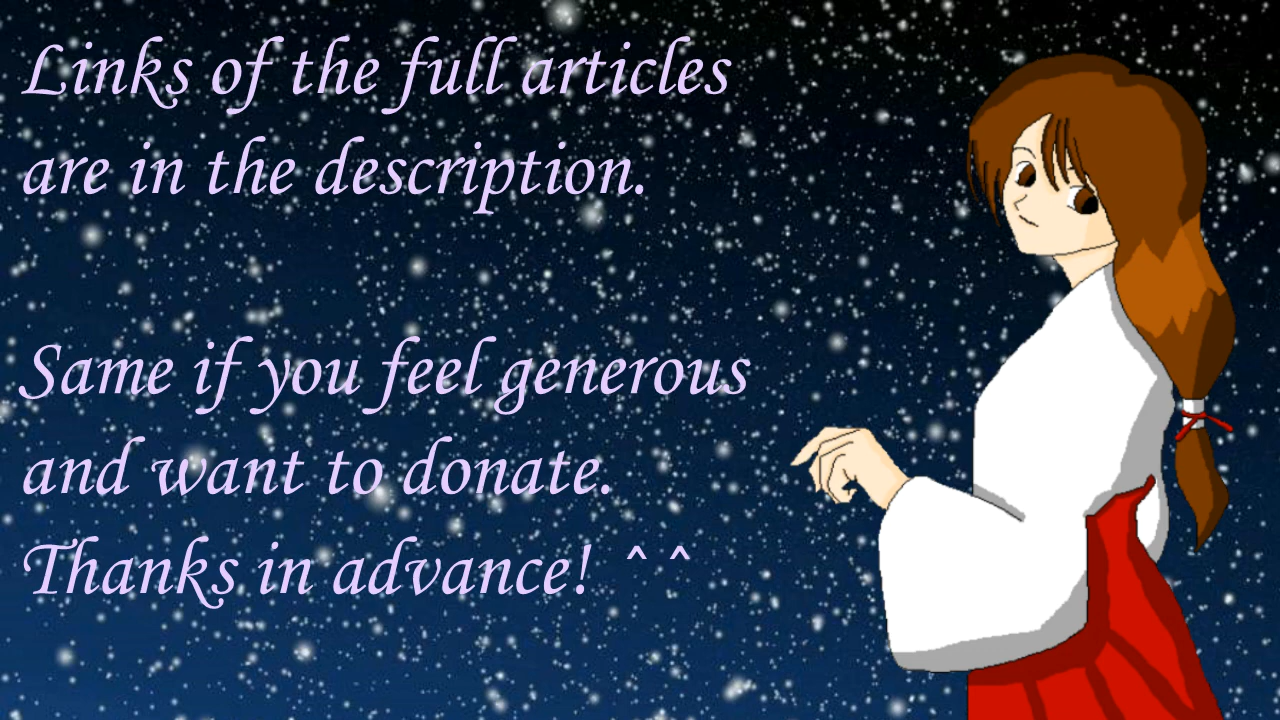 Links of the full articles
are in the description.
Same if you feel generous
and want to donate.
Thanks in advance! ^ ^